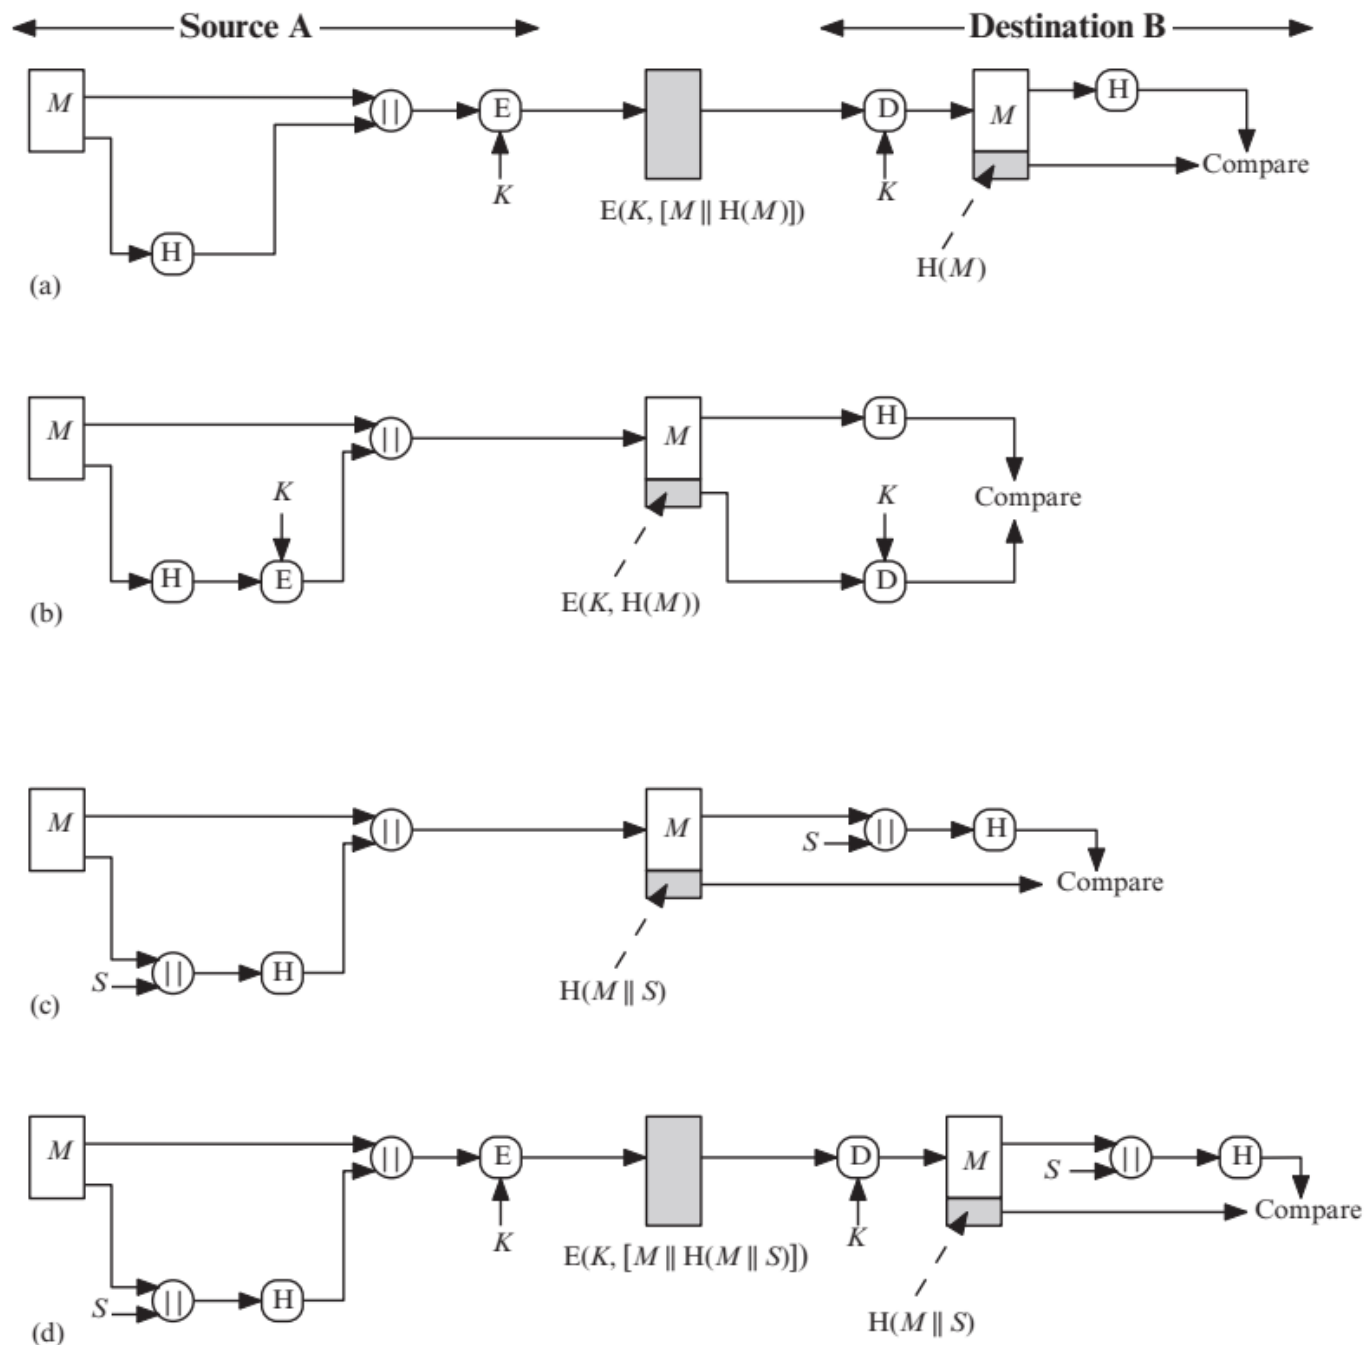 Source A Destination B
M || E D M H
K K Compare
E(K, [M || H(M)])
H H(M)
(a)
M || M H
K K Compare
H E D
E(K, H(M))
(b)
M || M S || H
Compare
S || H
H(M || S)
(c)
M || E D M S || H
K K Compare
E(K, [M || H(M || S)])
S || H
H(M || S)
(d)